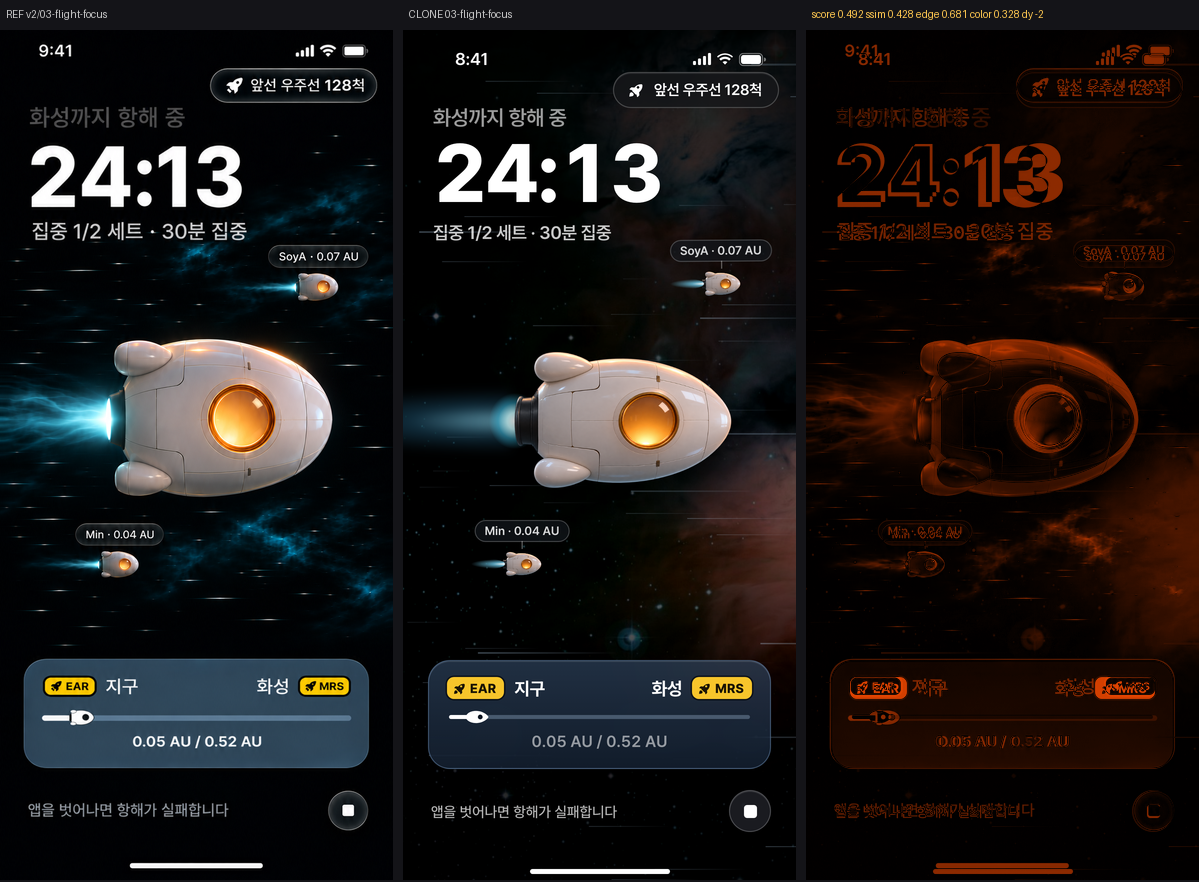 REF v2/03-flight-focus
9:41
앞선 우주선 128척
화성까지 항해 중
24:13
집중 1/2 세트 · 30분 집중
SoyA · 0.07 AU
Min · 0.04 AU
EAR 지구 화성 MRS
0.05 AU / 0.52 AU
앱을 벗어나면 항해가 실패합니다
CLONE 03-flight-focus
8:41
앞선 우주선 128척
화성까지 항해 중
24:13
집중 1/2 세트 · 30분 집중
SoyA · 0.07 AU
Min · 0.04 AU
EAR 지구 화성 MRS
0.05 AU / 0.52 AU
앱을 벗어나면 항해가 실패합니다
score 0.492 ssim 0.428 edge 0.681 color 0.328 dy -2
9:41
8:41